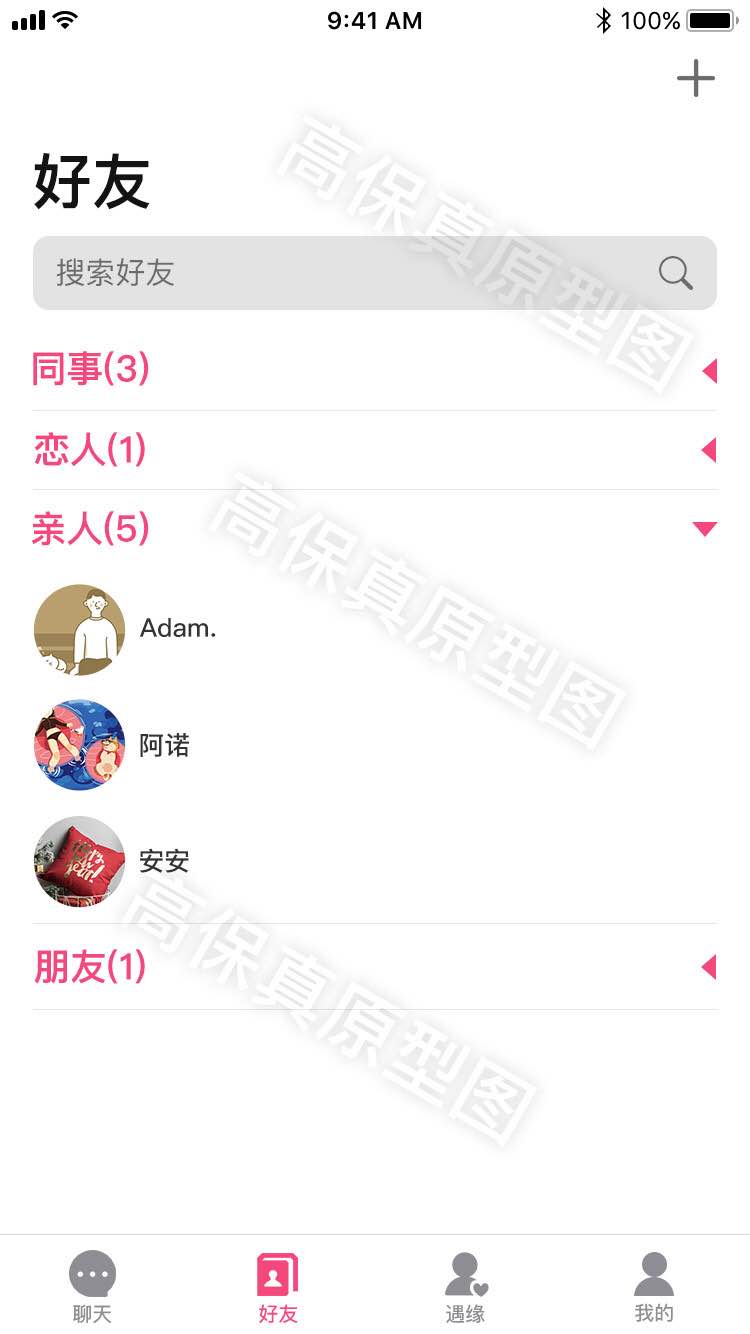 9:41 AM 100%
好友
搜索好友
同事(3)
恋人(1)
亲人(5)
Adam.
阿诺
安安
朋友(1)
聊天 好友 遇缘 我的
高保真原型图
高保真原型图
高保真原型图